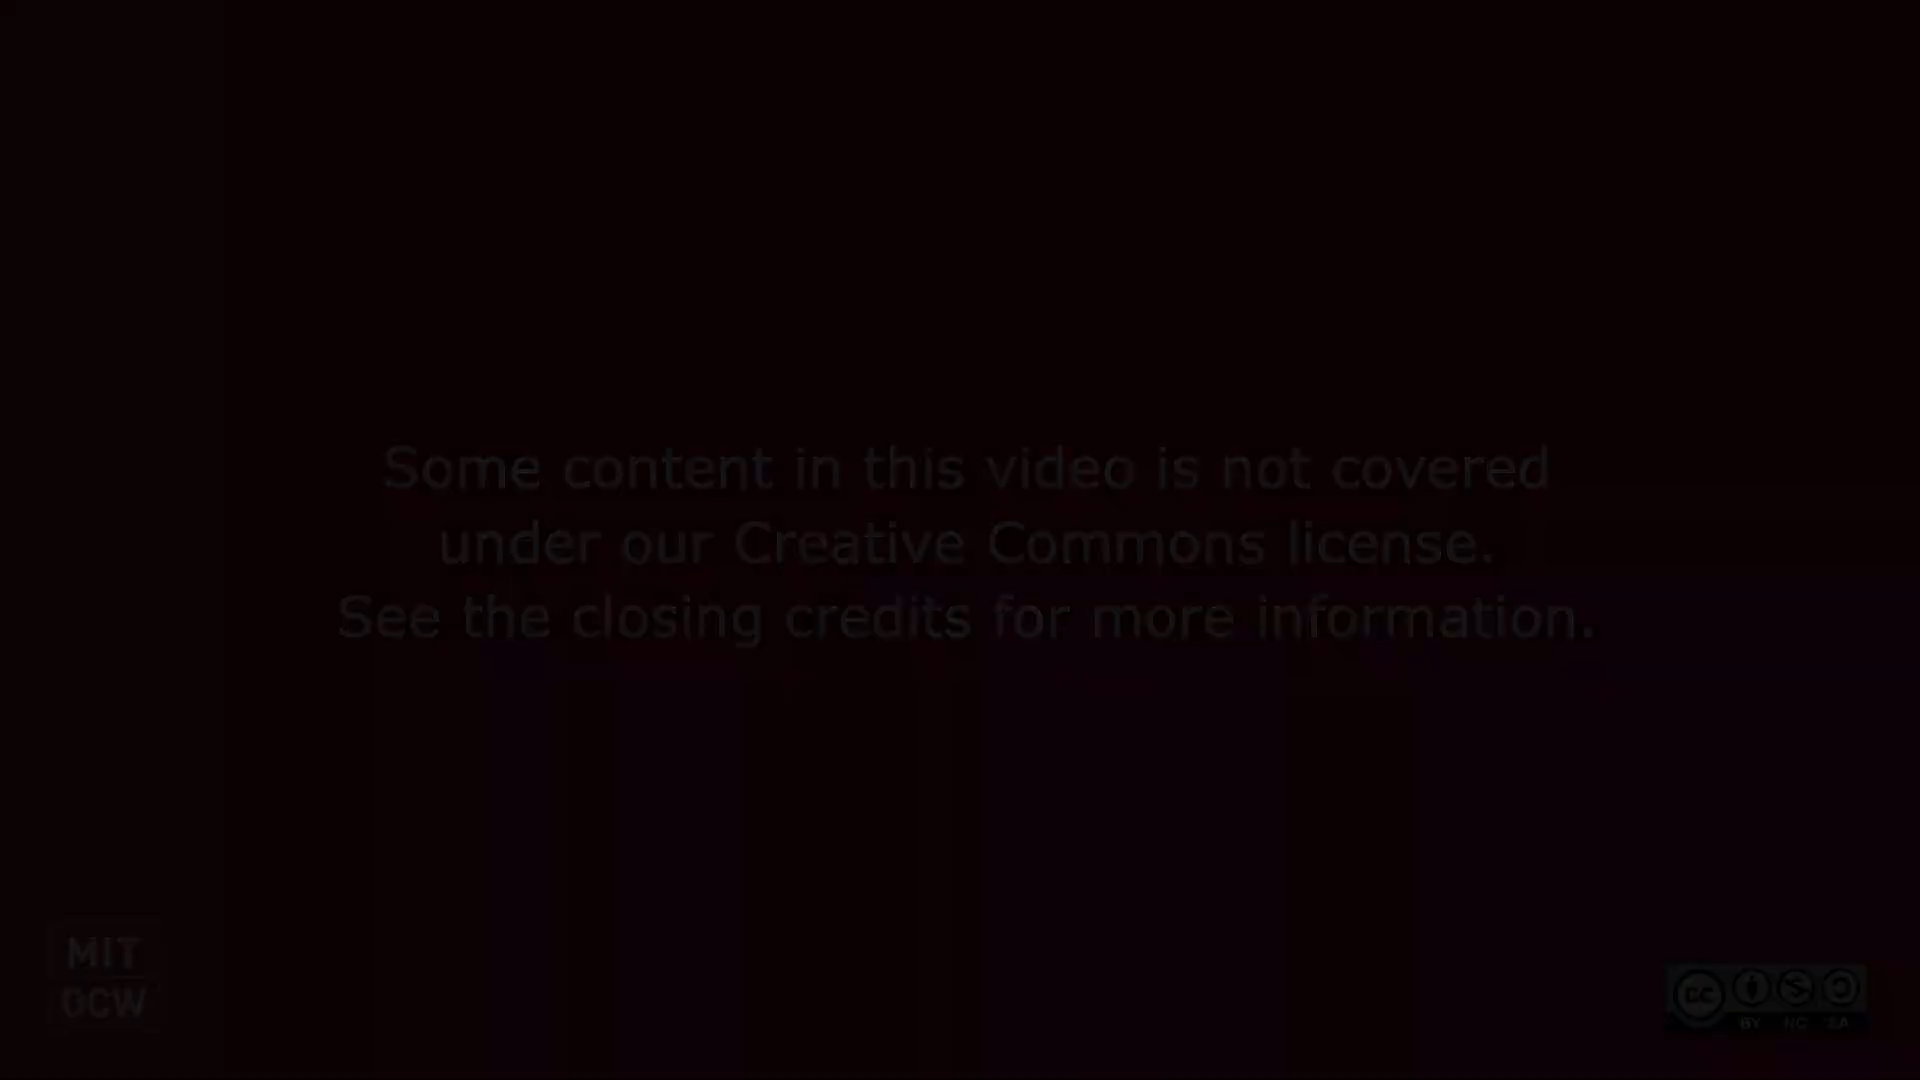 Some content in this video is not covered
under our Creative Commons license.
See the closing credits for more information.
MIT
OCW
cc
BY NC SA